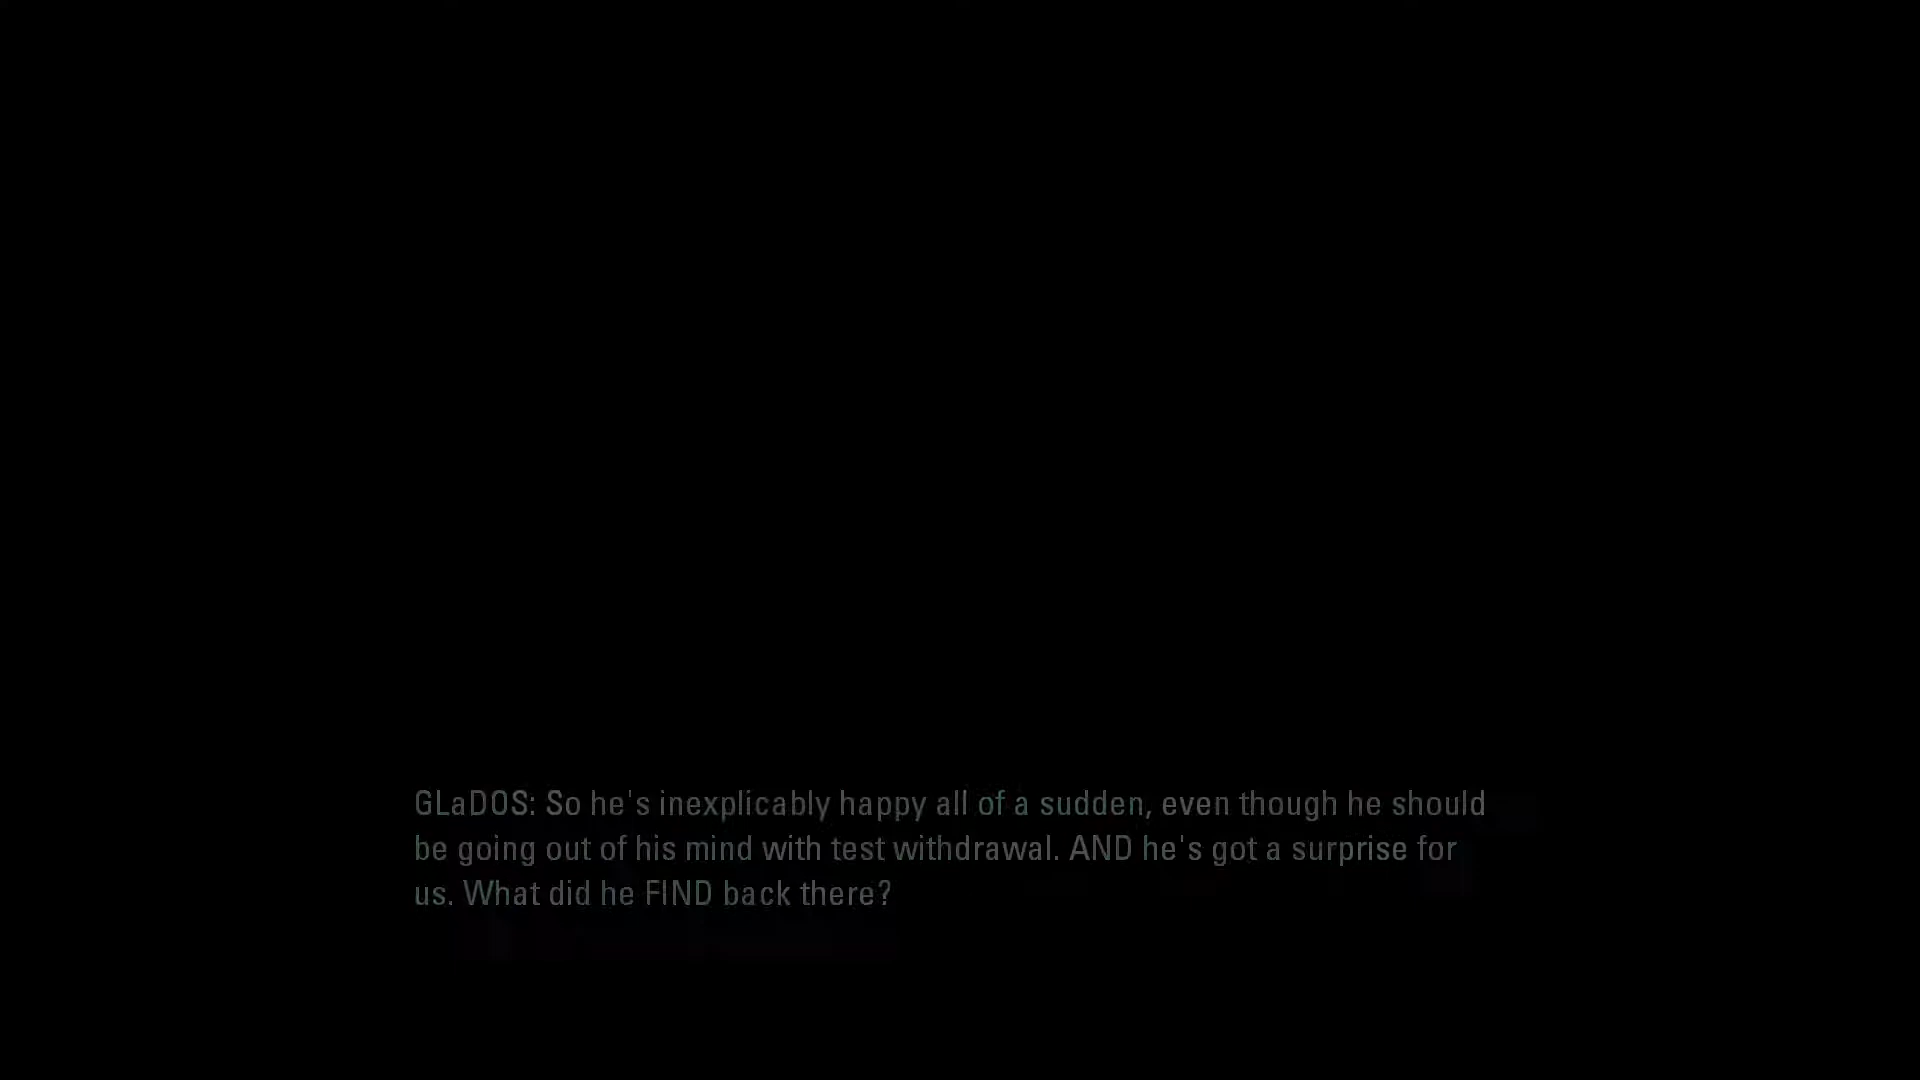 GLaDOS: So he's inexplicably happy all of a sudden, even though he should
be going out of his mind with test withdrawal. AND he's got a surprise for
us. What did he FIND back there?